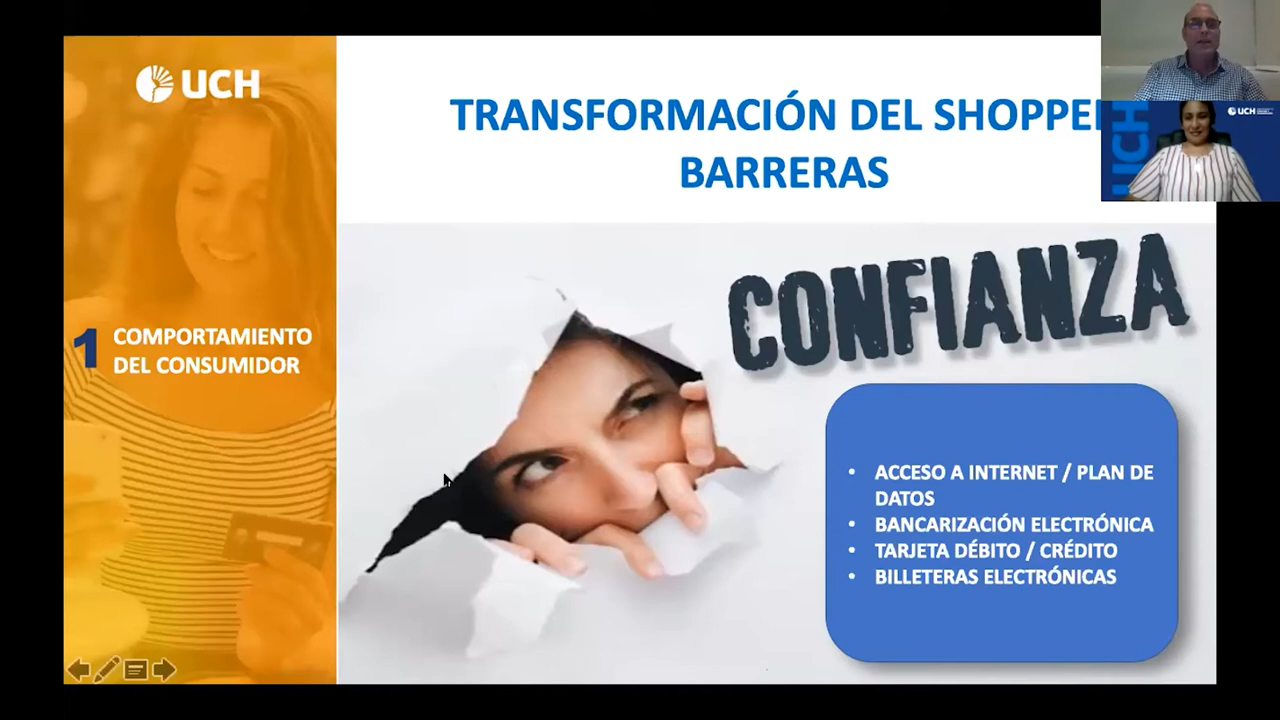 UCH
TRANSFORMACIÓN DEL SHOPPE
BARRERAS
UCH
UCH
CONFIANZA
1 COMPORTAMIENTO
DEL CONSUMIDOR
• ACCESO A INTERNET / PLAN DE
DATOS
• BANCARIZACIÓN ELECTRÓNICA
• TARJETA DÉBITO / CRÉDITO
• BILLETERAS ELECTRÓNICAS